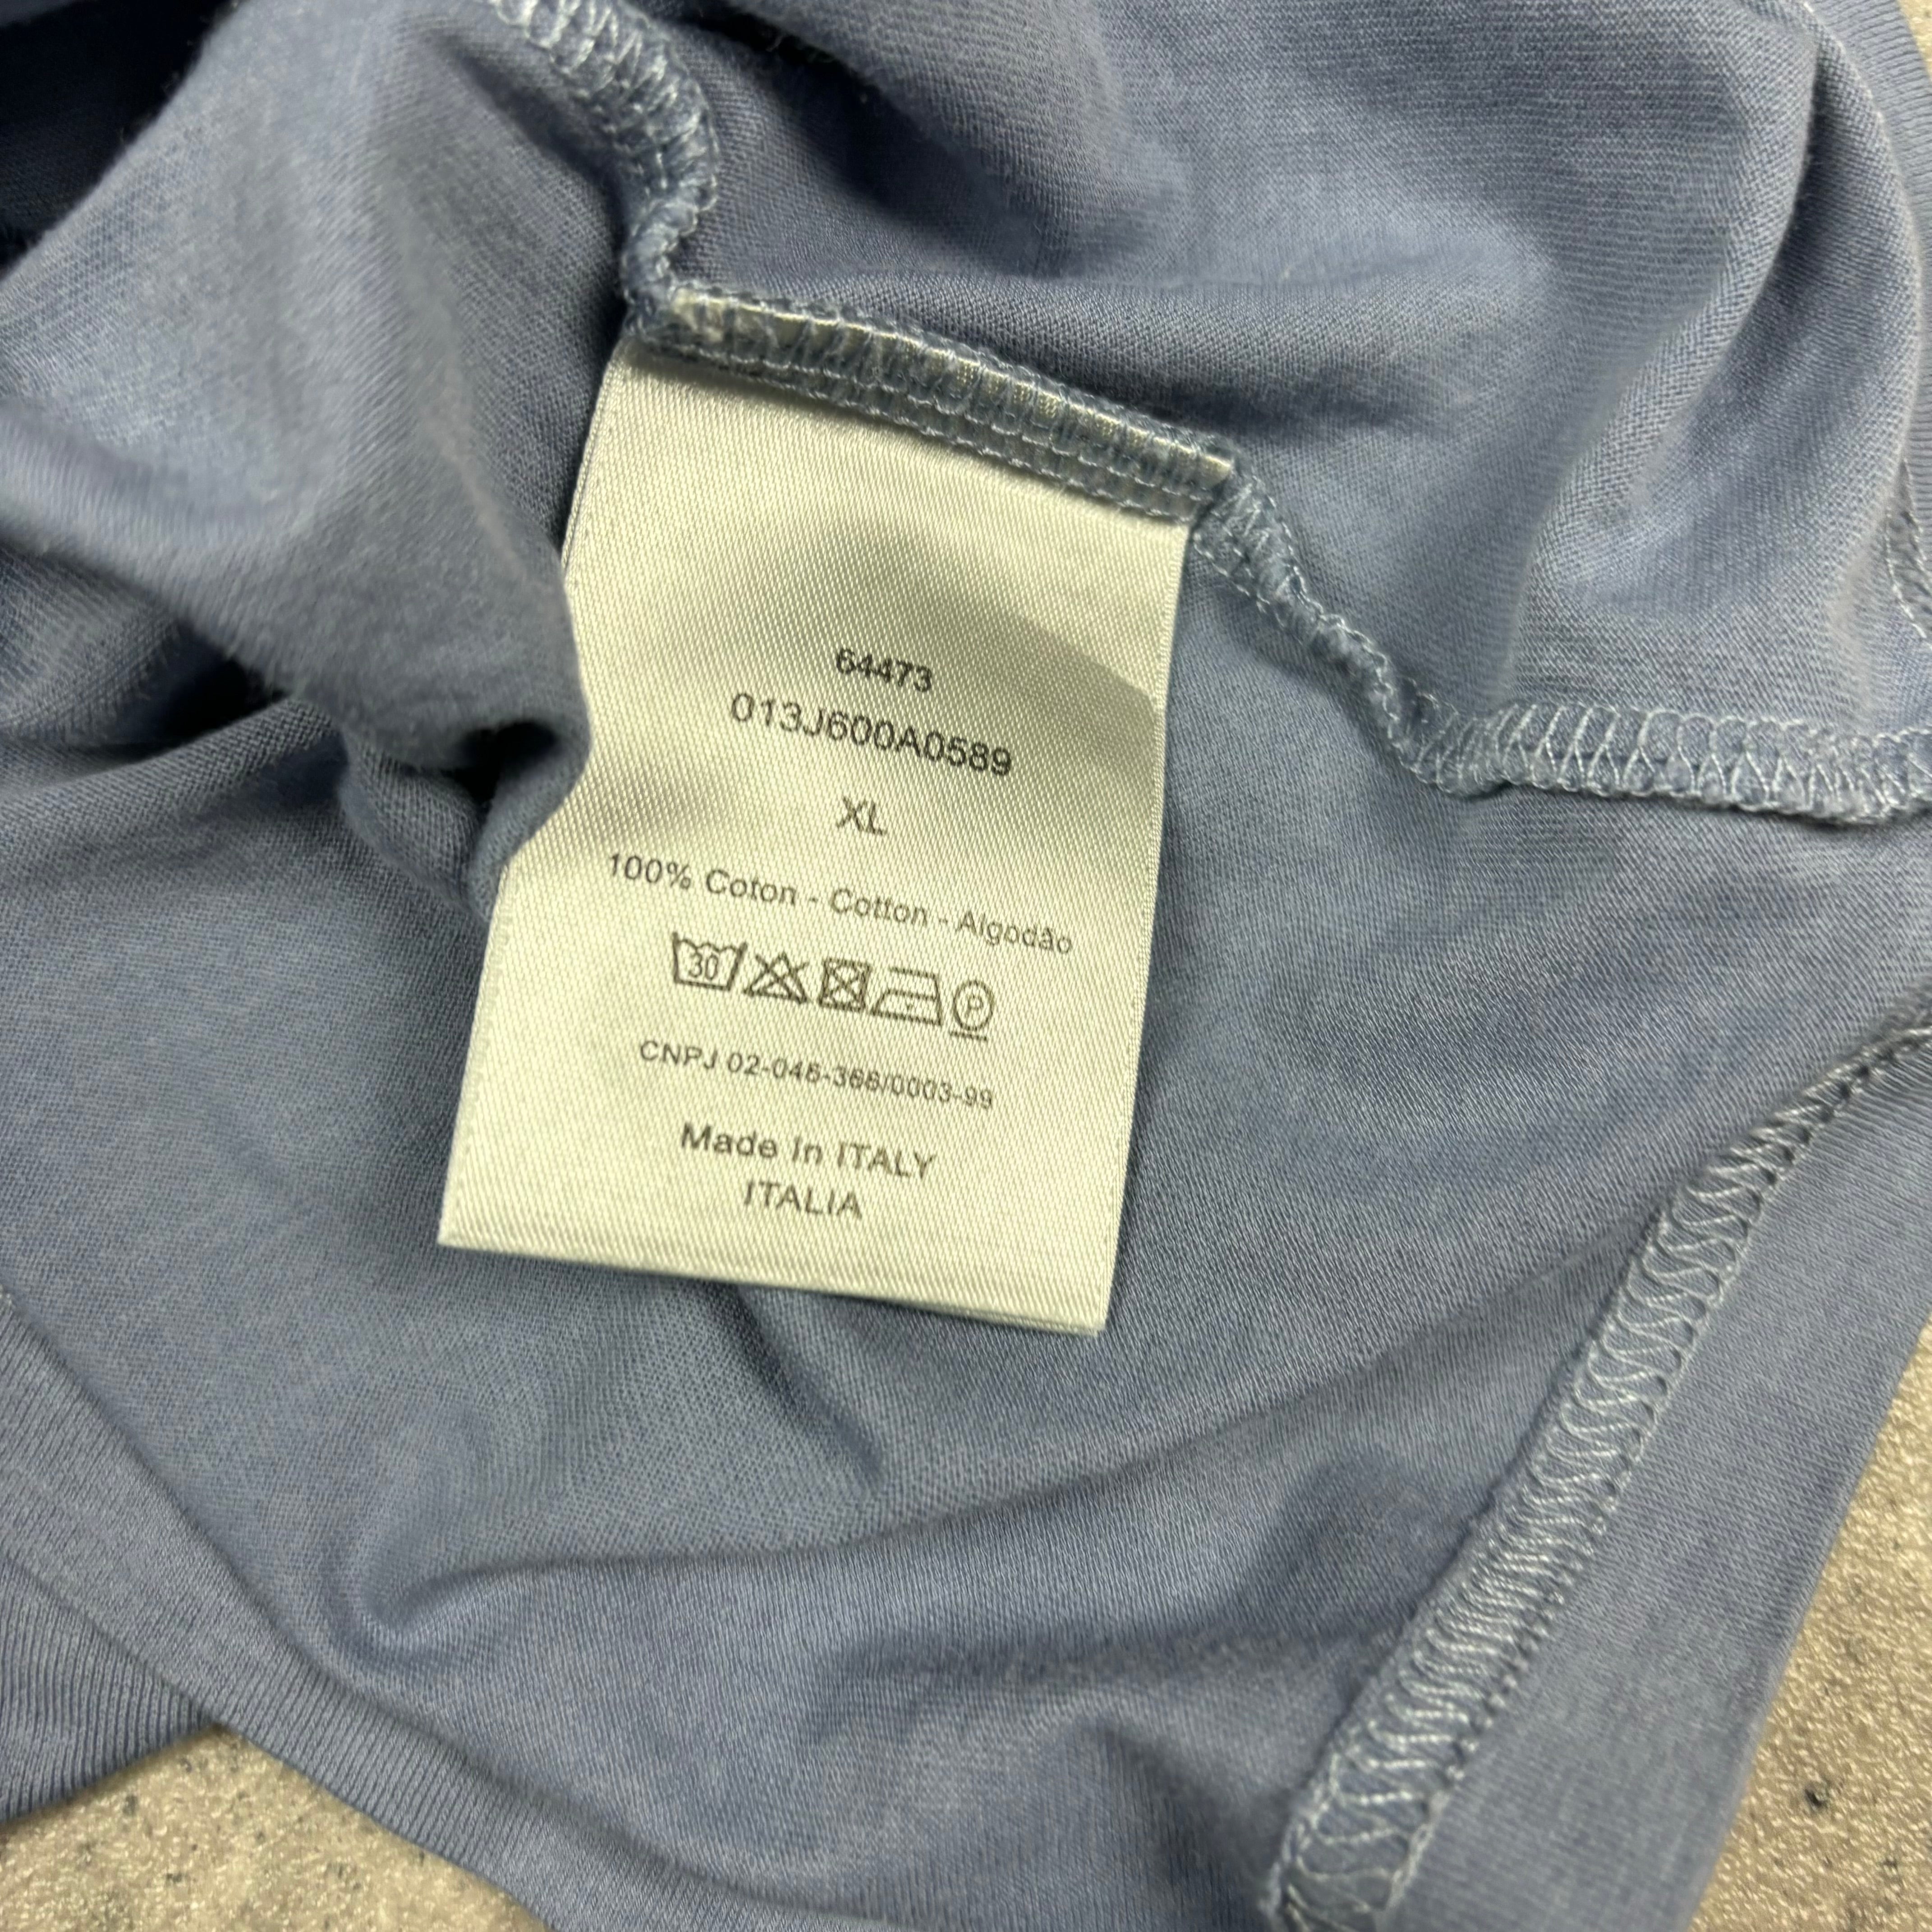 64473
013J600A0589
XL
100% Coton - Cotton - Algodão
30 P
CNPJ 02-046-366/0003-99
Made in ITALY
ITALIA